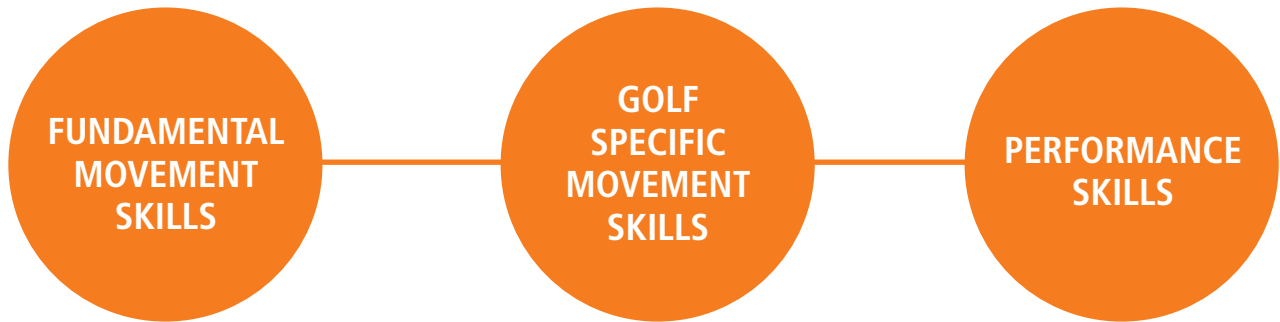 FUNDAMENTAL
MOVEMENT
SKILLS
GOLF
SPECIFIC
MOVEMENT
SKILLS
PERFORMANCE
SKILLS